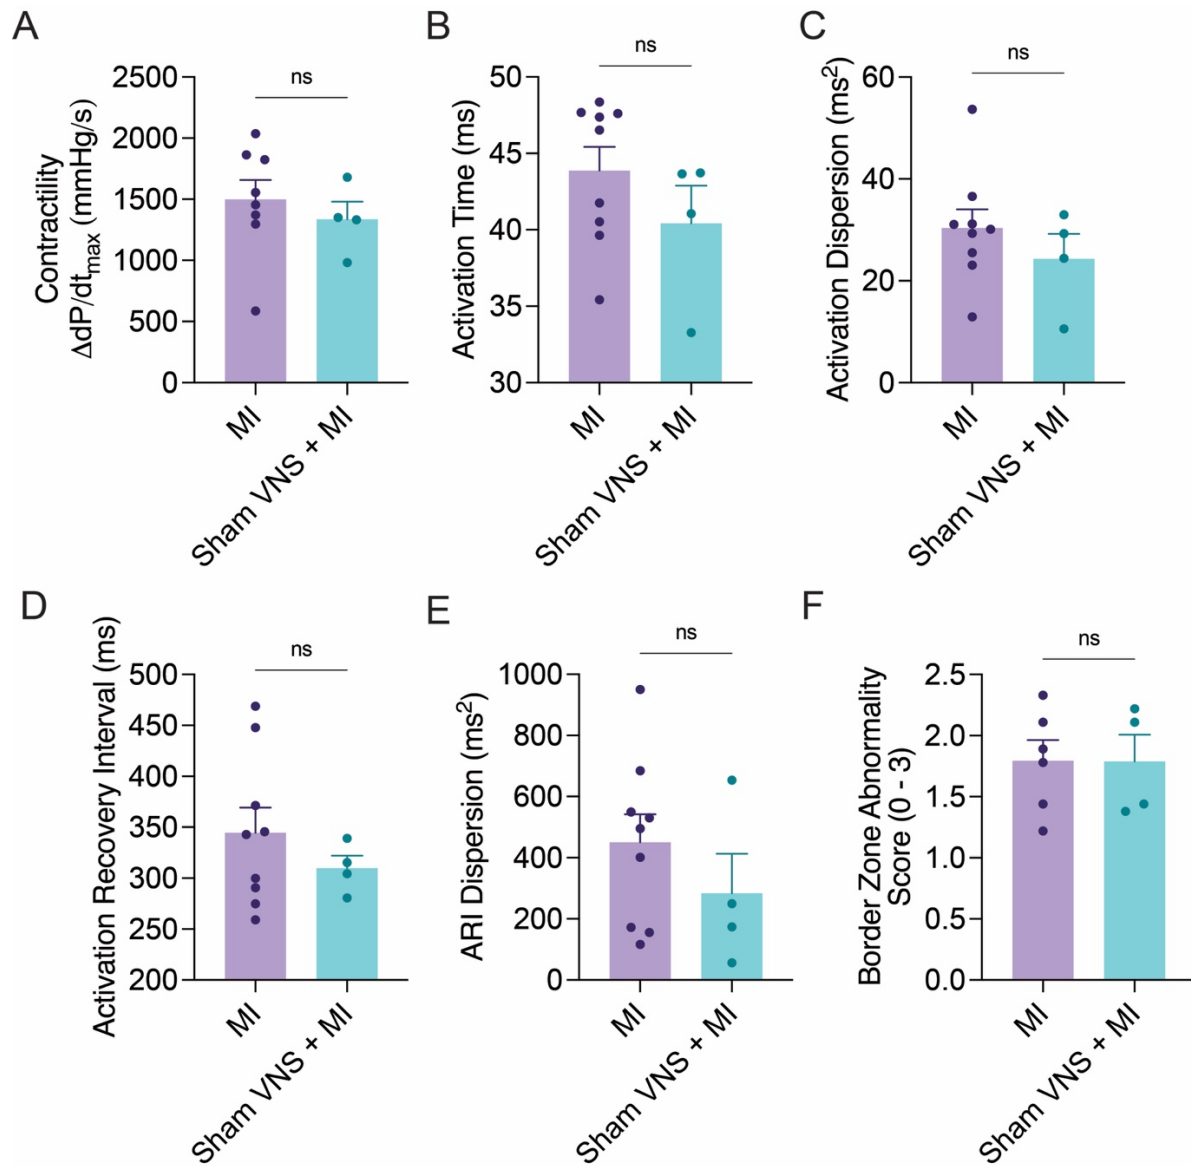 A
Contractility
ΔdP/dtmax (mmHg/s)
2500
2000
1500
1000
500
0
ns
MI
Sham VNS + MI
B
Activation Time (ms)
50
45
40
35
30
ns
MI
Sham VNS + MI
C
Activation Dispersion (ms²)
60
40
20
0
ns
MI
Sham VNS + MI
D
Activation Recovery Interval (ms)
500
450
400
350
300
250
200
ns
MI
Sham VNS + MI
E
ARI Dispersion (ms²)
1000
800
600
400
200
0
ns
MI
Sham VNS + MI
F
Border Zone Abnormality
Score (0 - 3)
2.5
2.0
1.5
1.0
0.5
0.0
ns
MI
Sham VNS + MI